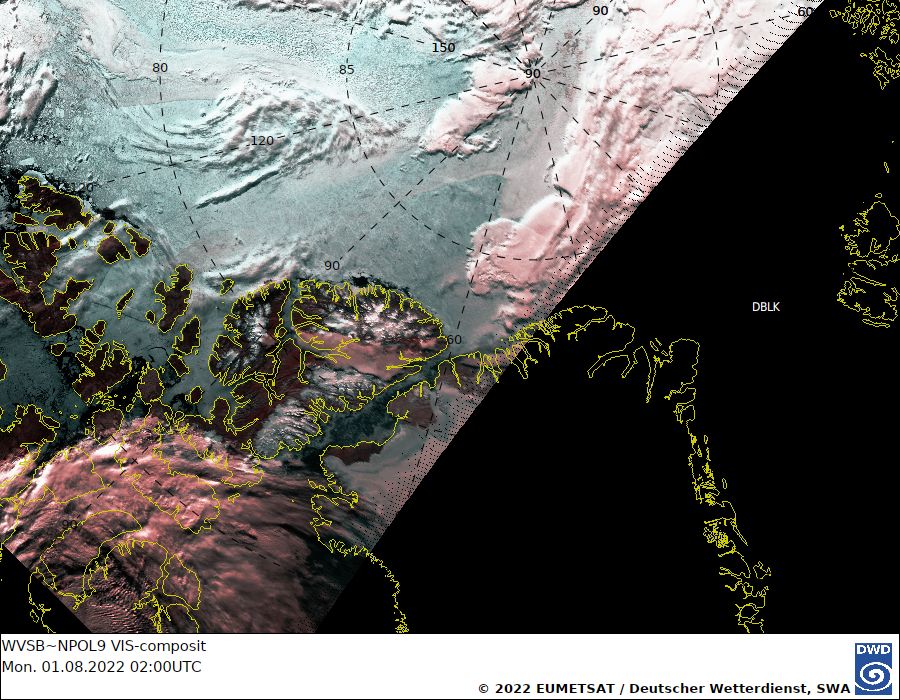 90
60
150
80
85
90
120
90
60
DBLK
WVSB~NPOL9 VIS-composit
Mon. 01.08.2022 02:00UTC
DWD
© 2022 EUMETSAT / Deutscher Wetterdienst, SWA